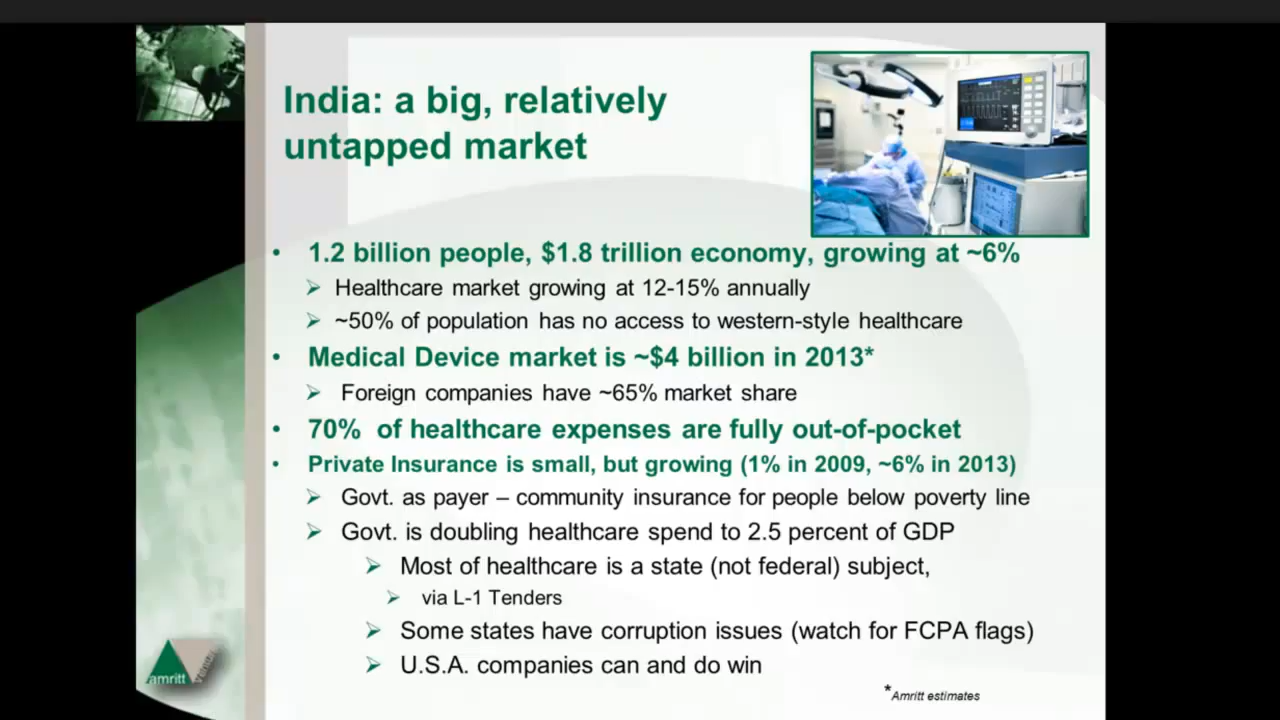 India: a big, relatively
untapped market
• 1.2 billion people, $1.8 trillion economy, growing at ~6%
➢ Healthcare market growing at 12-15% annually
➢ ~50% of population has no access to western-style healthcare
• Medical Device market is ~$4 billion in 2013*
➢ Foreign companies have ~65% market share
• 70% of healthcare expenses are fully out-of-pocket
• Private Insurance is small, but growing (1% in 2009, ~6% in 2013)
➢ Govt. as payer – community insurance for people below poverty line
➢ Govt. is doubling healthcare spend to 2.5 percent of GDP
➢ Most of healthcare is a state (not federal) subject,
➢ via L-1 Tenders
➢ Some states have corruption issues (watch for FCPA flags)
➢ U.S.A. companies can and do win
*Amritt estimates
amritt